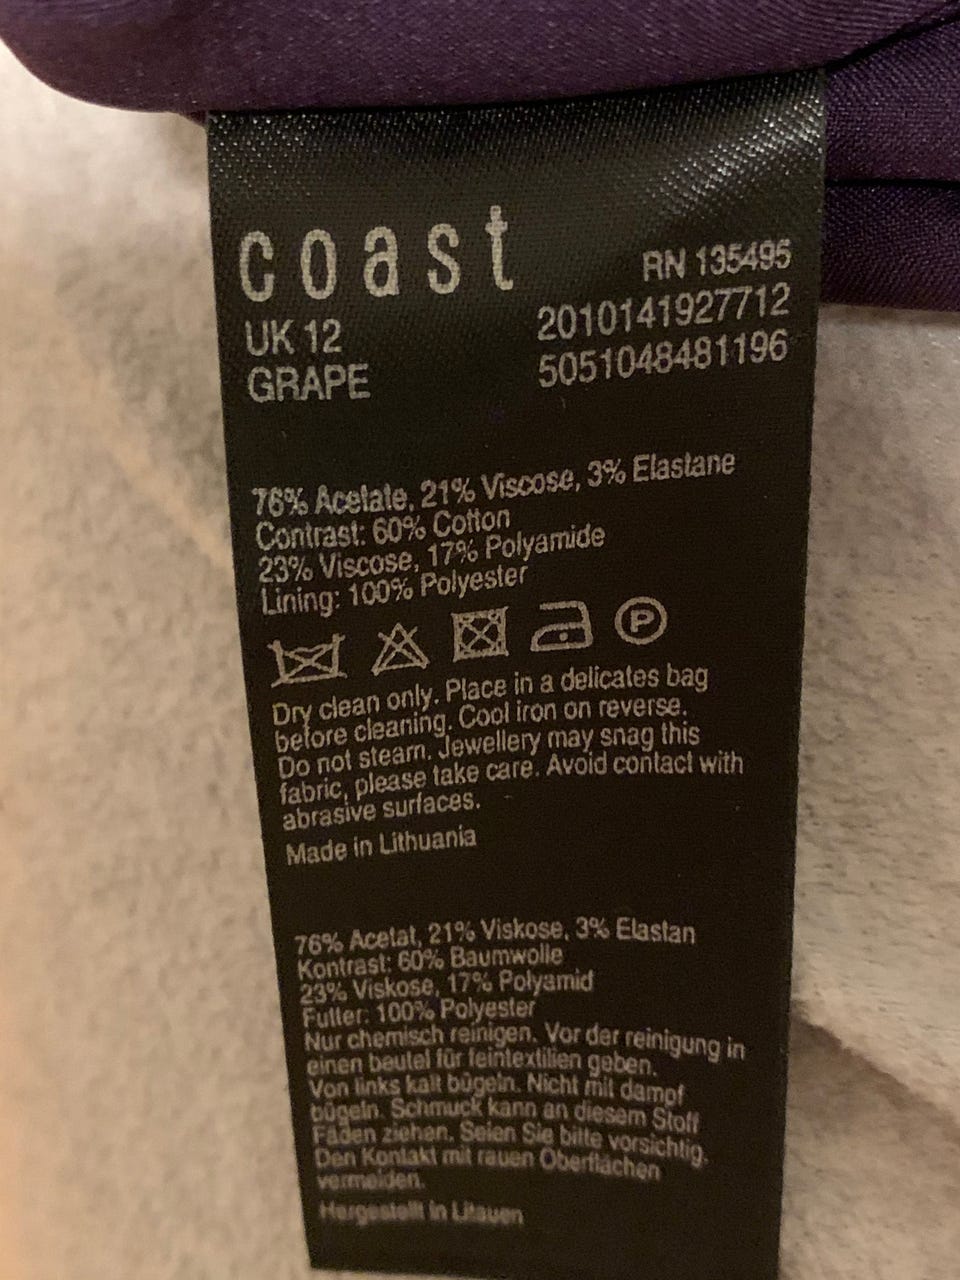 coast
RN 135495
UK 12
2010141927712
GRAPE
5051048481196
76% Acetate, 21% Viscose, 3% Elastane
Contrast: 60% Cotton
23% Viscose, 17% Polyamide
Lining: 100% Polyester
P
Dry clean only. Place in a delicates bag
before cleaning. Cool iron on reverse.
Do not steam. Jewellery may snag this
fabric, please take care. Avoid contact with
abrasive surfaces.
Made in Lithuania
76% Acetat, 21% Viskose, 3% Elastan
Kontrast: 60% Baumwolle
23% Viskose, 17% Polyamid
Futter: 100% Polyester
Nur chemisch reinigen. Vor der reinigung in
einen beutel für feintextilien geben.
Von links kalt bügeln. Nicht mit dampf
bügeln. Schmuck kann an diesem Stoff
Fäden ziehen. Seien Sie bitte vorsichtig.
Den Kontakt mit rauen Oberflächen
vermeiden.
Hergestellt in Litauen